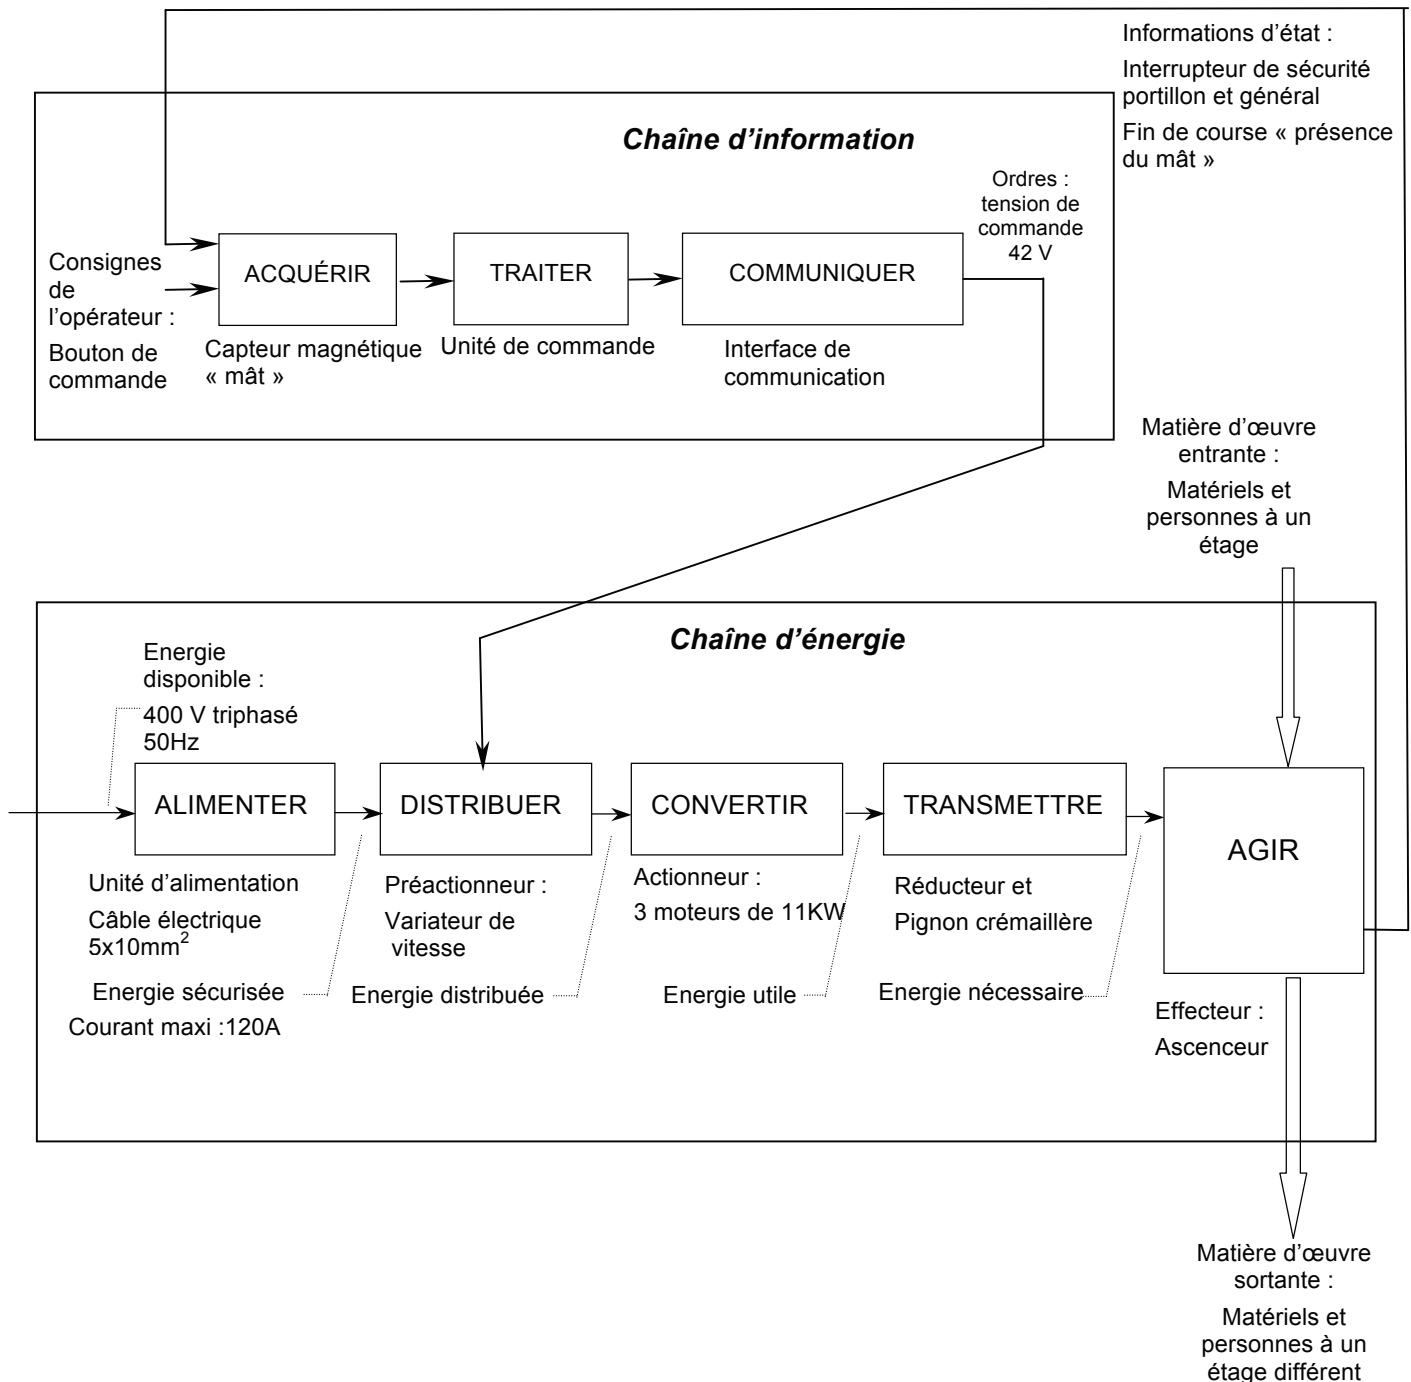 Informations d'état :
Interrupteur de sécurité
portillon et général
Fin de course « présence
du mât »
Chaîne d'information
Ordres :
tension de
commande
42 V
Consignes
de
l'opérateur :
Bouton de
commande
ACQUÉRIR
TRAITER
COMMUNIQUER
Capteur magnétique
« mât »
Unité de commande
Interface de
communication
Matière d'œuvre
entrante :
Matériels et
personnes à un
étage
Chaîne d'énergie
Energie
disponible :
400 V triphasé
50Hz
ALIMENTER
DISTRIBUER
CONVERTIR
TRANSMETTRE
AGIR
Unité d'alimentation
Câble électrique
5x10mm²
Préactionneur :
Variateur de
vitesse
Actionneur :
3 moteurs de 11KW
Réducteur et
Pignon crémaillère
Energie sécurisée
Courant maxi :120A
Energie distribuée
Energie utile
Energie nécessaire
Effecteur :
Ascenceur
Matière d'œuvre
sortante :
Matériels et
personnes à un
étage différent